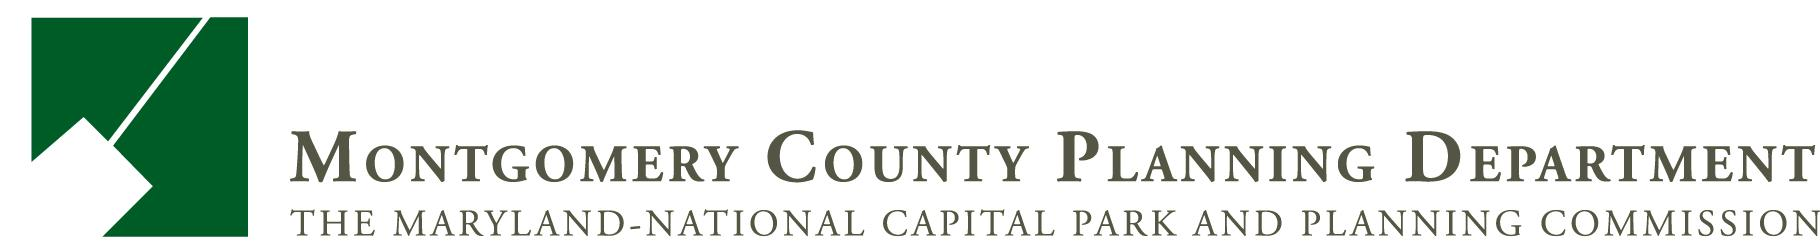 MONTGOMERY COUNTY PLANNING DEPARTMENT
THE MARYLAND-NATIONAL CAPITAL PARK AND PLANNING COMMISSION